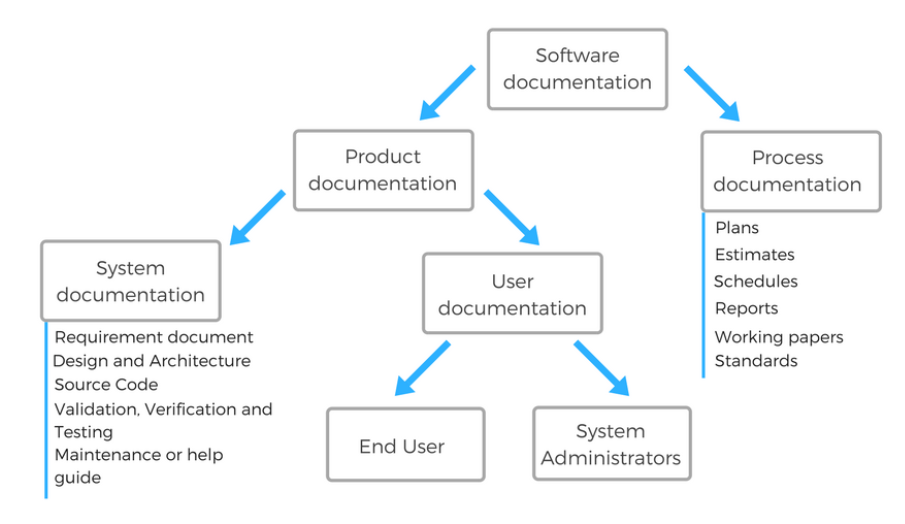 Software
documentation
Product
documentation
Process
documentation
Plans
Estimates
Schedules
Reports
Working papers
Standards
System
documentation
Requirement document
Design and Architecture
Source Code
Validation, Verification and
Testing
Maintenance or help
guide
User
documentation
End User
System
Administrators